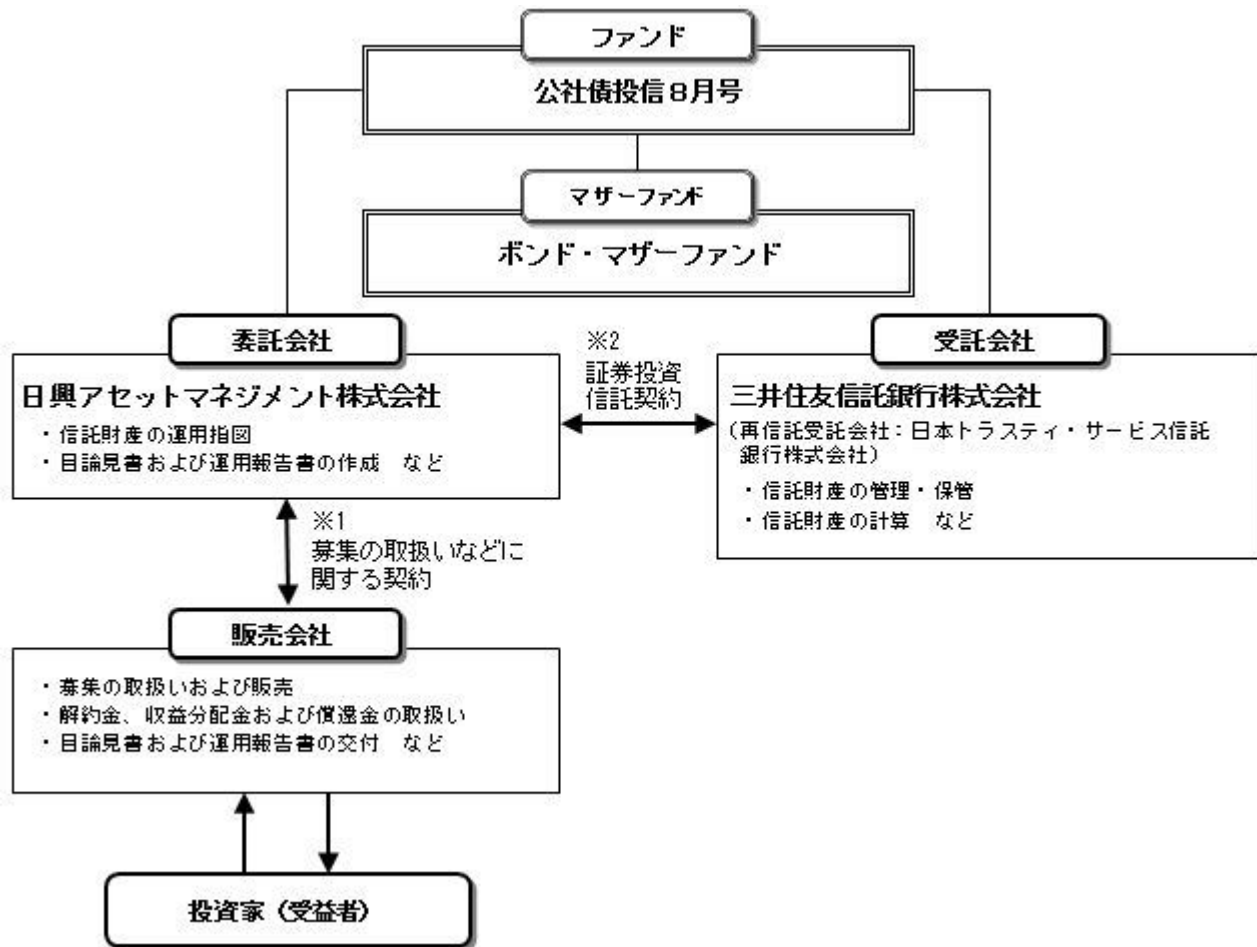 ファンド
公社債投信8月号
マザーファンド
ボンド・マザーファンド
委託会社
日興アセットマネジメント株式会社
・信託財産の運用指図
・目論見書および運用報告書の作成 など
※2
証券投資
信託契約
受託会社
三井住友信託銀行株式会社
(再信託受託会社:日本トラスティ・サービス信託
銀行株式会社)
・信託財産の管理・保管
・信託財産の計算 など
※1
募集の取扱いなどに
関する契約
販売会社
・募集の取扱いおよび販売
・解約金、収益分配金および償還金の取扱い
・目論見書および運用報告書の交付 など
投資家(受益者)